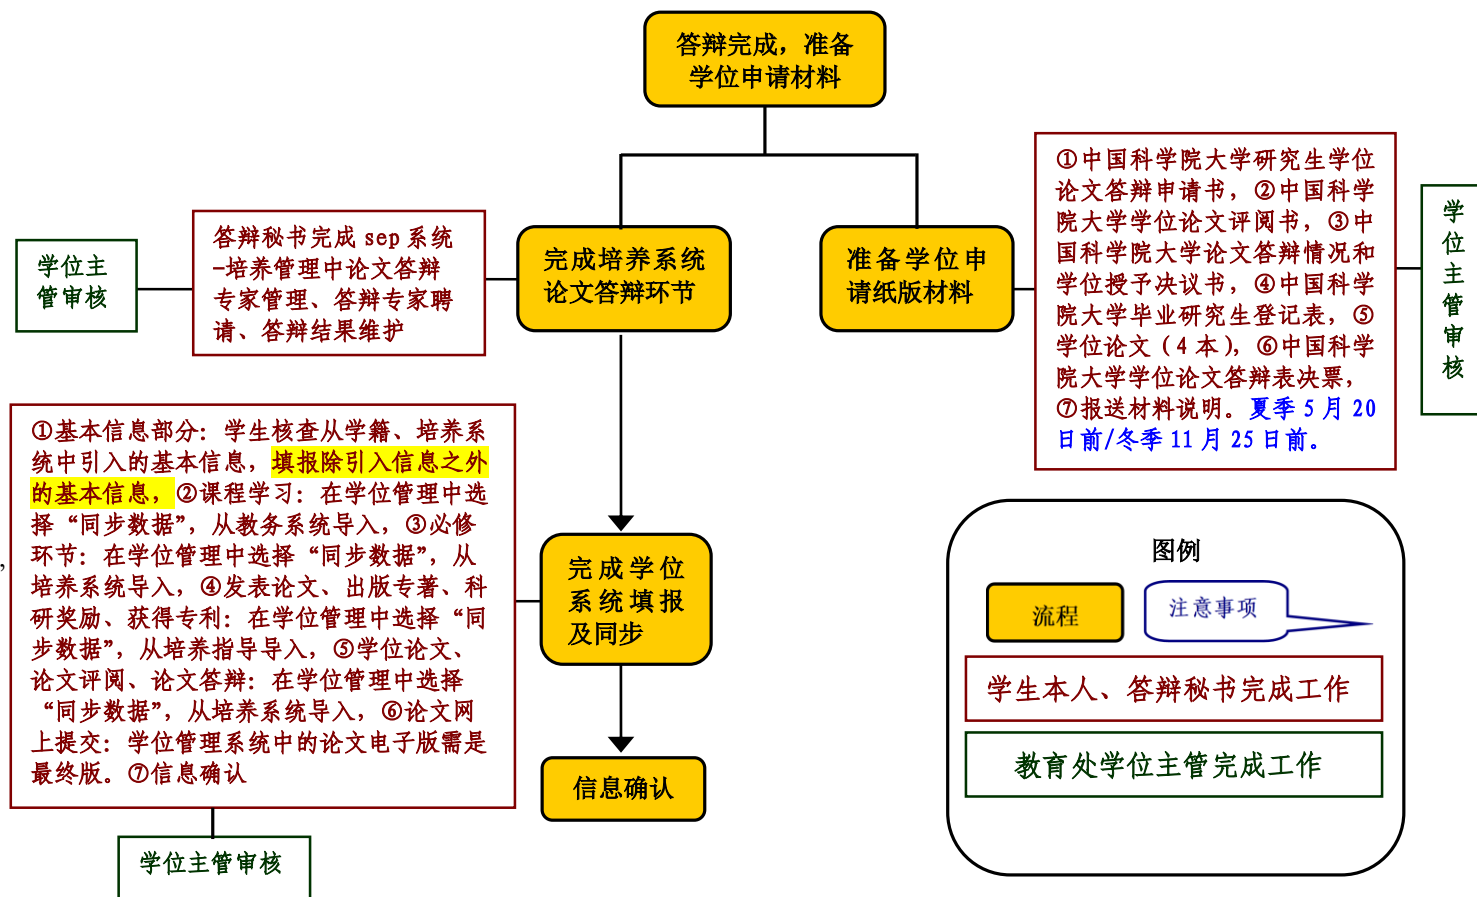 答辩完成，准备
学位申请材料
学位主
管审核
答辩秘书完成 sep 系统
-培养管理中论文答辩
专家管理、答辩专家聘
请、答辩结果维护
完成培养系统
论文答辩环节
准备学位申
请纸版材料
①中国科学院大学研究生学位
论文答辩申请书，②中国科学
院大学学位论文评阅书，③中
国科学院大学论文答辩情况和
学位授予决议书，④中国科学
院大学毕业研究生登记表，⑤
学位论文（4 本），⑥中国科学
院大学学位论文答辩表决票，
⑦报送材料说明。夏季 5 月 20
日前/冬季 11 月 25 日前。
学
位
主
管
审
核
①基本信息部分：学生核查从学籍、培养系
统中引入的基本信息，填报除引入信息之外
的基本信息，②课程学习：在学位管理中选
择“同步数据”，从教务系统导入，③必修
环节：在学位管理中选择“同步数据”，从
培养系统导入，④发表论文、出版专著、科
研奖励、获得专利：在学位管理中选择“同
步数据”，从培养指导导入，⑤学位论文、
论文评阅、论文答辩：在学位管理中选择
“同步数据”，从培养系统导入，⑥论文网
上提交：学位管理系统中的论文电子版需是
最终版。⑦信息确认
，
学位主管审核
完成学位
系统填报
及同步
信息确认
图例
流程
注意事项
学生本人、答辩秘书完成工作
教育处学位主管完成工作